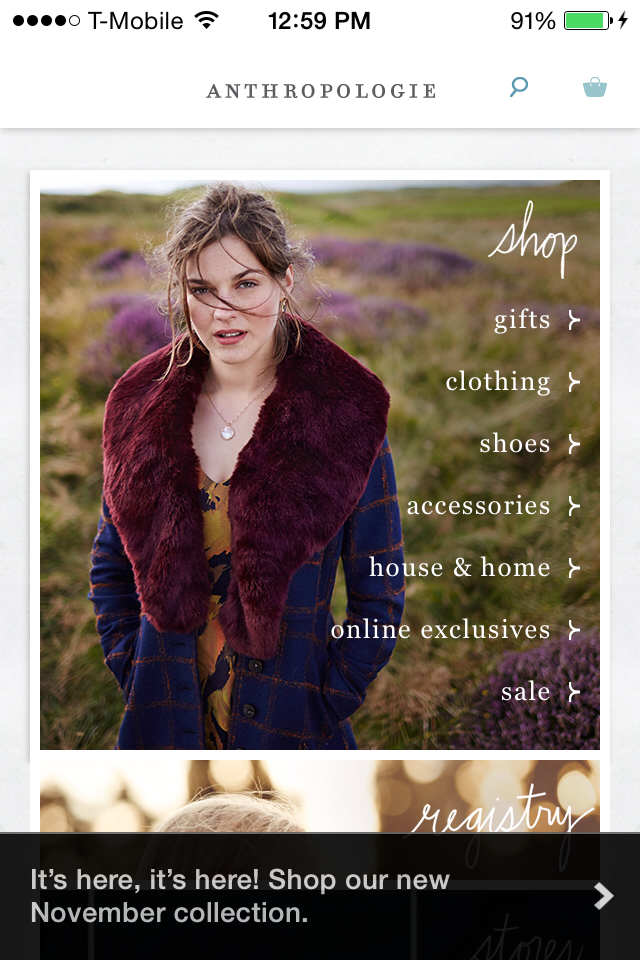 T-Mobile 12:59 PM 91%
ANTHROPOLOGIE
shop
gifts
clothing
shoes
accessories
house & home
online exclusives
sale
registry
It’s here, it’s here! Shop our new
November collection.
stores